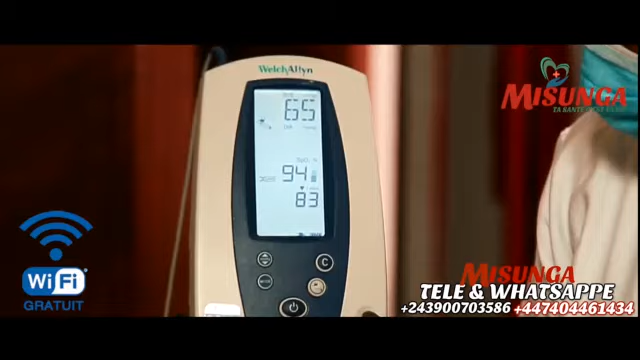 WelchAllyn
65
94
83
C
MISUNGA
Wi Fi
GRATUIT
MISUNGA
TELE & WHATSAPPE
+243900703586 +447404461434